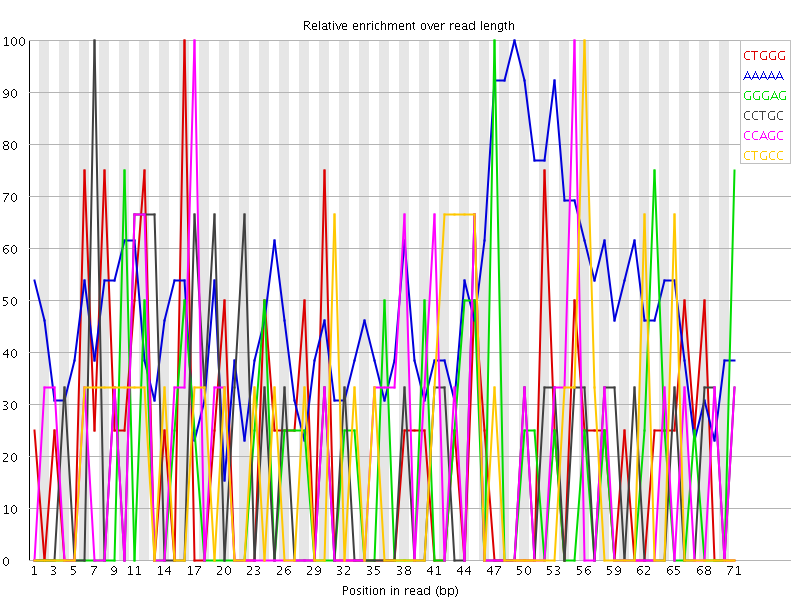 Relative enrichment over read length
100
90
80
70
60
50
40
30
20
10
0
CTGGG
AAAAA
GGGAG
CCTGC
CCAGC
CTGCC
1 3 5 7 9 11 14 17 20 23 26 29 32 35 38 41 44 47 50 53 56 59 62 65 68 71
Position in read (bp)